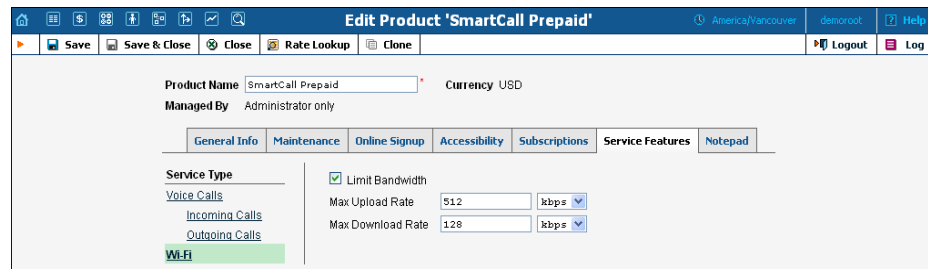 Edit Product 'SmartCall Prepaid' America/Vancouver demoroot ? Help
Save Save & Close Close Rate Lookup Clone Logout Log
Product Name SmartCall Prepaid * Currency USD
Managed By Administrator only
General Info Maintenance Online Signup Accessibility Subscriptions Service Features Notepad
Service Type
Limit Bandwidth
Voice Calls
Max Upload Rate 512 kbps
Incoming Calls
Max Download Rate 128 kbps
Outgoing Calls
Wi-Fi